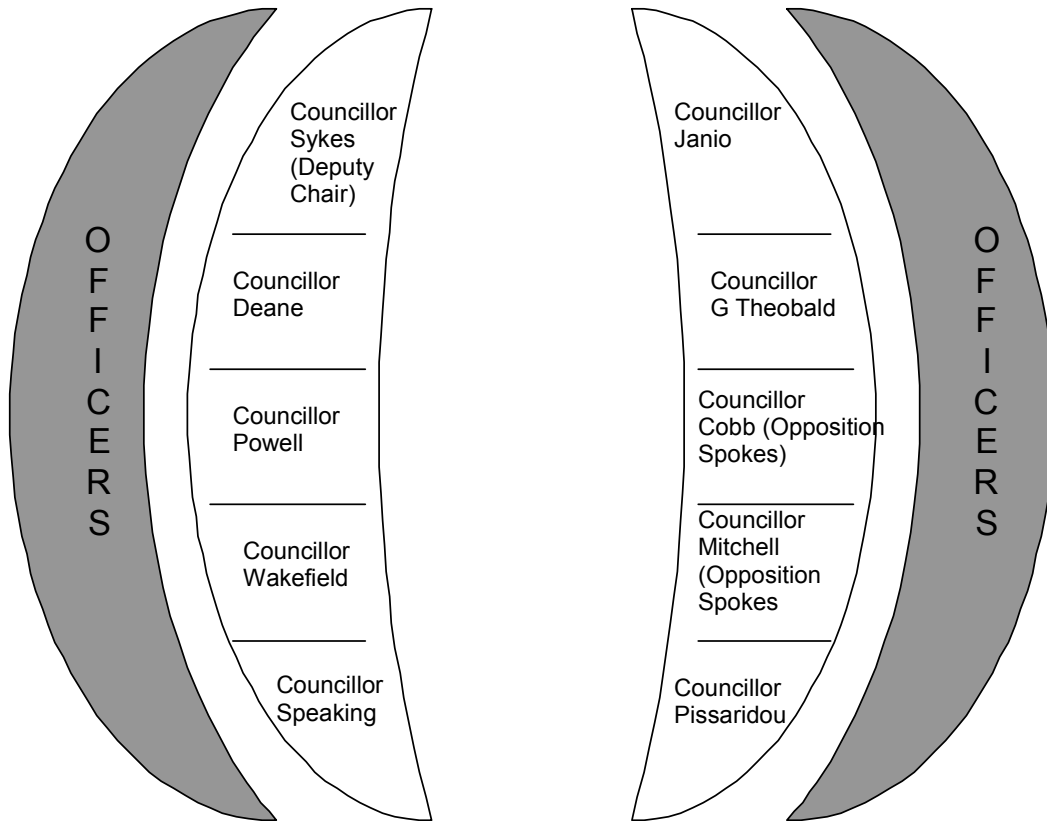 O
F
F
I
C
E
R
S
Councillor
Sykes
(Deputy
Chair)
Councillor
Deane
Councillor
Powell
Councillor
Wakefield
Councillor
Speaking
Councillor
Janio
Councillor
G Theobald
Councillor
Cobb (Opposition
Spokes)
Councillor
Mitchell
(Opposition
Spokes
Councillor
Pissaridou
O
F
F
I
C
E
R
S